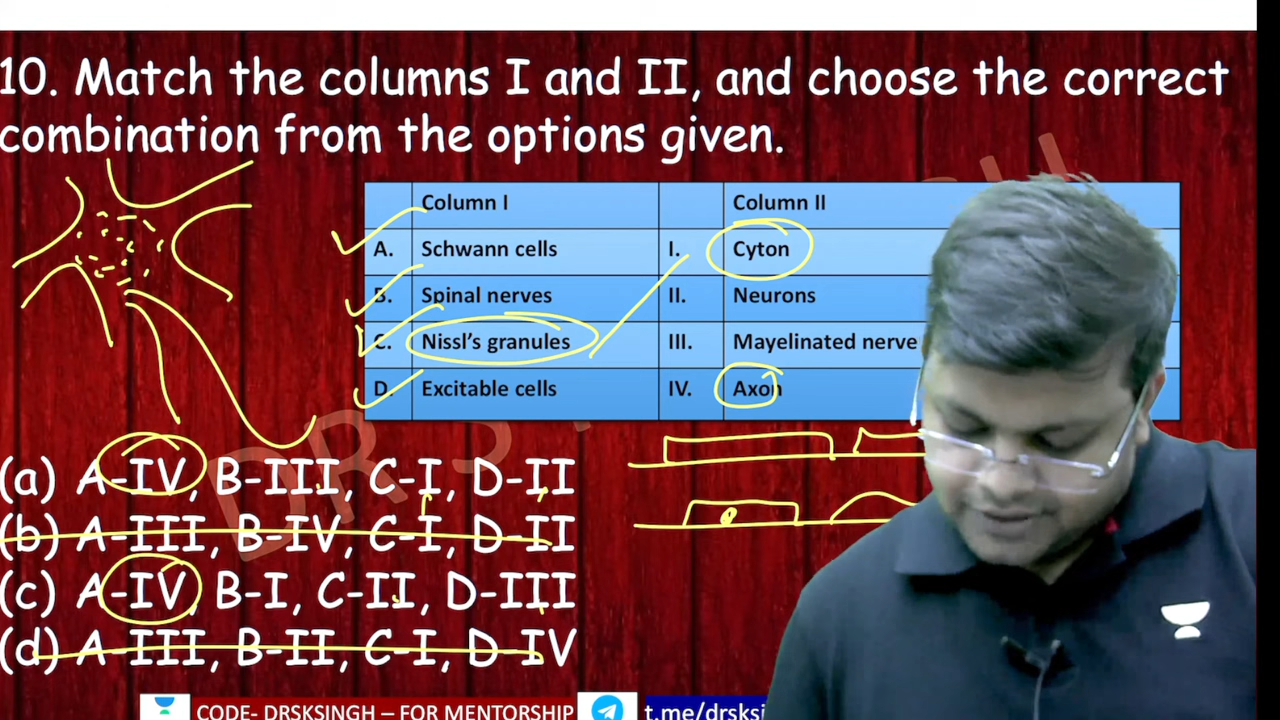 10. Match the columns I and II, and choose the correct
combination from the options given.
Column I Column II
A. Schwann cells I. Cyton
B. Spinal nerves II. Neurons
C. Nissl's granules III. Mayelinated nerve
D. Excitable cells IV. Axon
(a) A-IV, B-III, C-I, D-II
(b) A-III, B-IV, C-I, D-II
(c) A-IV, B-I, C-II, D-III
(d) A-III, B-II, C-I, D-IV
CODE- DRSKSINGH – FOR MENTORSHIP t.me/drsksi